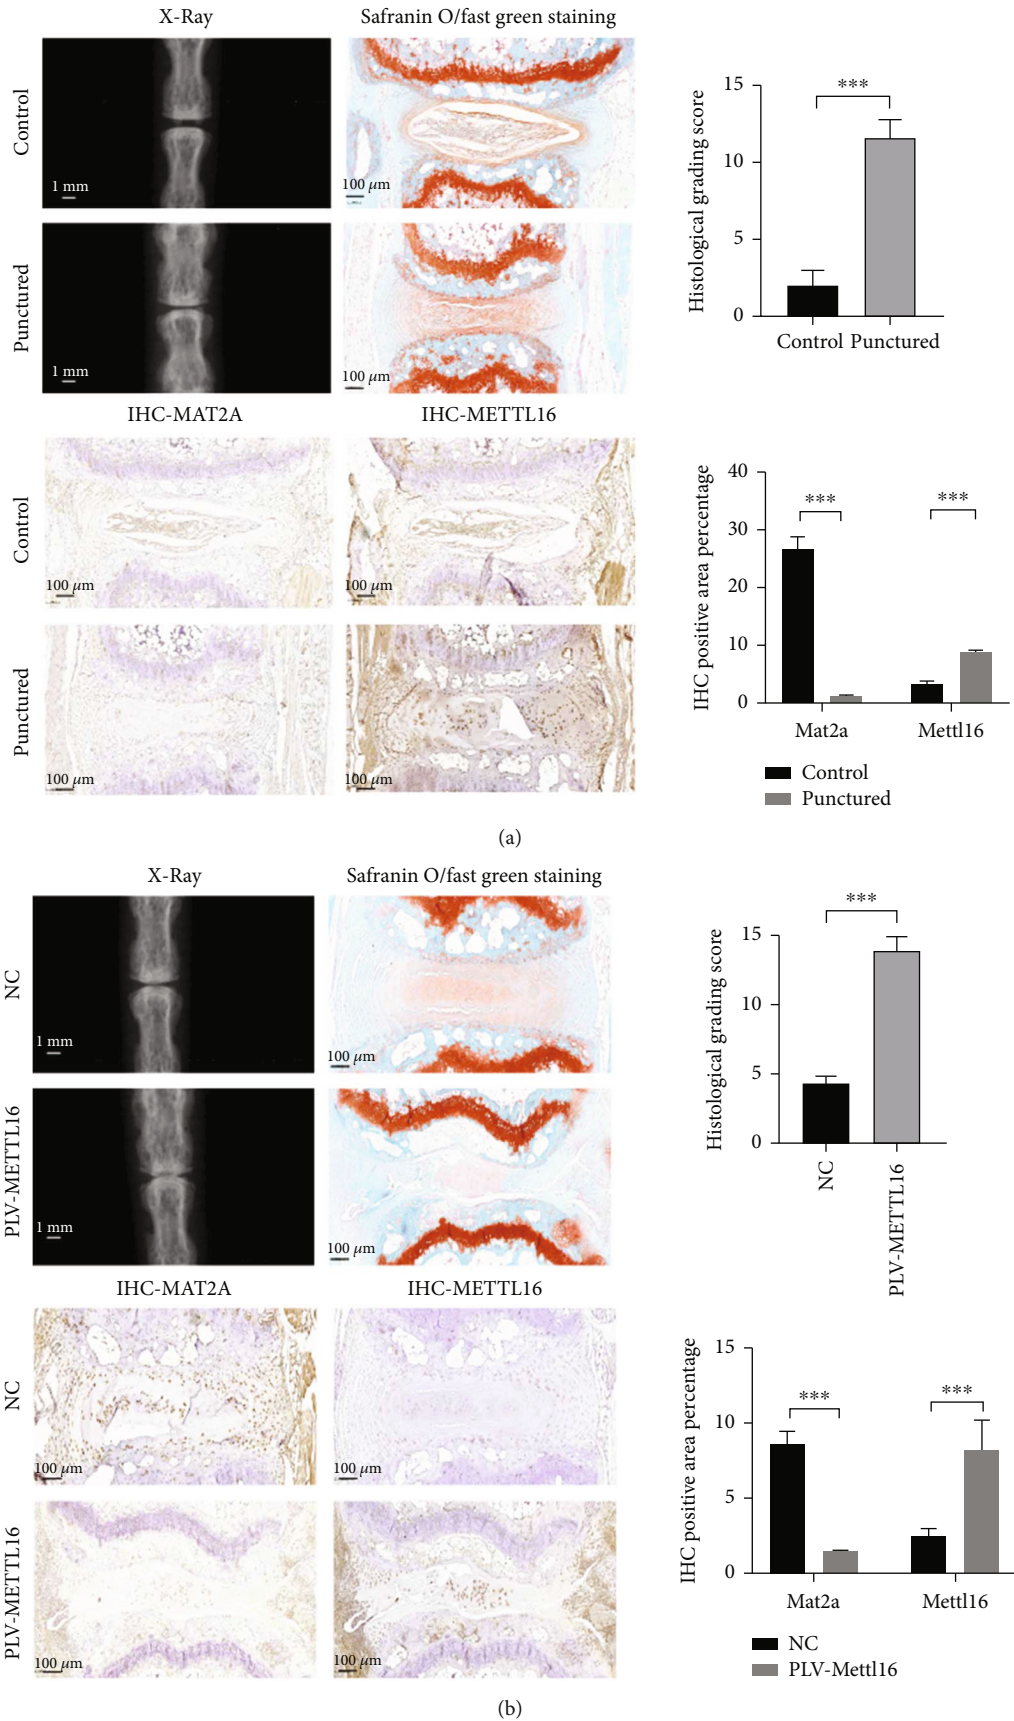 X-Ray
Safranin O/fast green staining
Control
1 mm
100 μm
Punctured
1 mm
100 μm
15
10
5
0
Histological grading score
***
Control Punctured
IHC-MAT2A
IHC-METTL16
Control
100 μm
100 μm
Punctured
100 μm
100 μm
40
30
20
10
0
IHC positive area percentage
***
***
Mat2a
Mettl16
Control
Punctured
(a)
X-Ray
Safranin O/fast green staining
NC
1 mm
100 μm
PLV-METTL16
1 mm
100 μm
15
10
5
0
Histological grading score
***
NC
PLV-METTL16
IHC-MAT2A
IHC-METTL16
NC
100 μm
100 μm
PLV-METTL16
100 μm
100 μm
15
10
5
0
IHC positive area percentage
***
***
Mat2a
Mettl16
NC
PLV-Mettl16
(b)